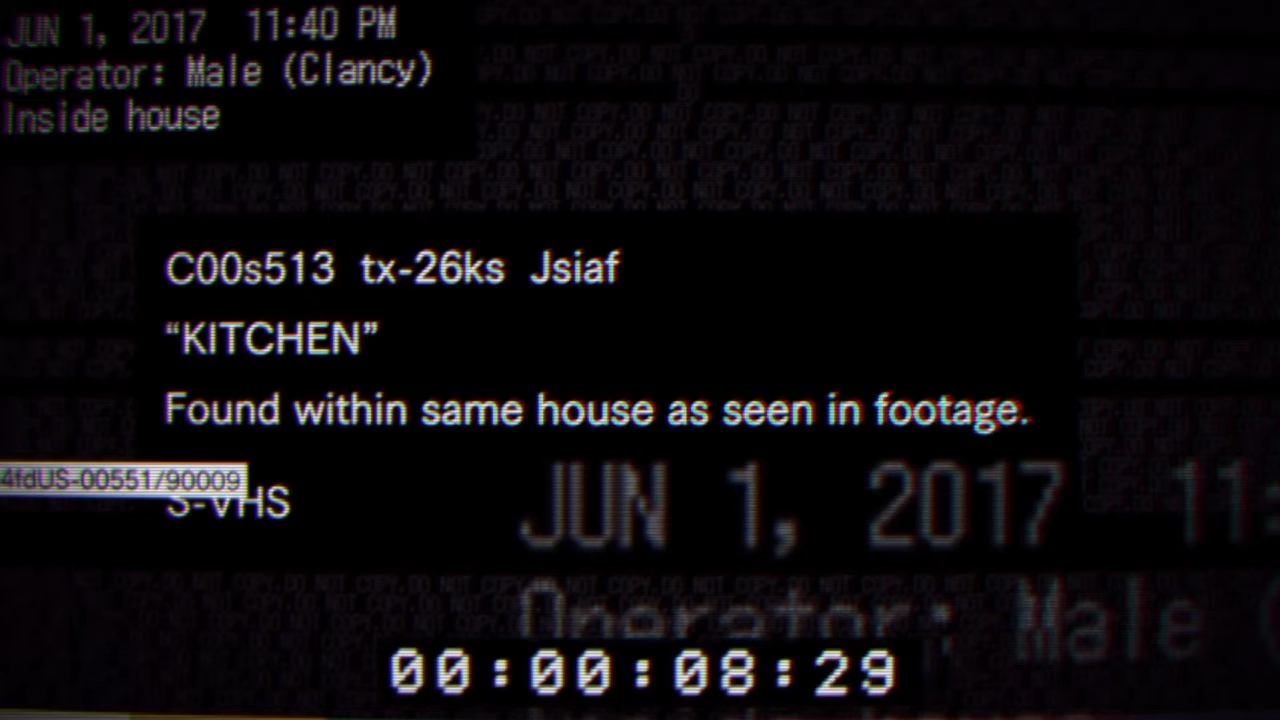 JUN 1, 2017  11:40 PM
Operator: Male (Clancy)
Inside house
C00s513  tx-26ks  Jsiaf
“KITCHEN”
Found within same house as seen in footage.
4fdUS-00551/90009
S-VHS
JUN 1, 2017  11:
Operator: Male (
00:00:08:29